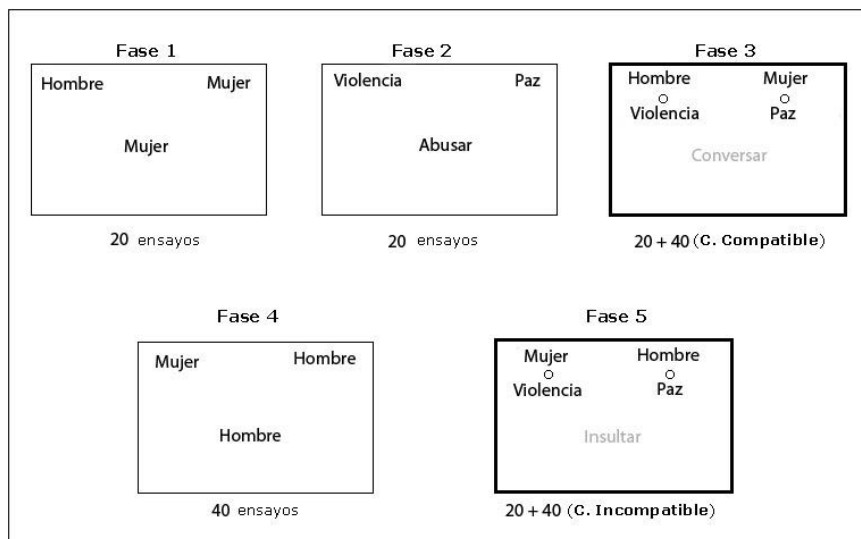 Fase 1
Hombre Mujer
Mujer
20 ensayos
Fase 2
Violencia Paz
Abusar
20 ensayos
Fase 3
Hombre Mujer
o o
Violencia Paz
Conversar
20 + 40 (C. Compatible)
Fase 4
Mujer Hombre
Hombre
40 ensayos
Fase 5
Mujer Hombre
o o
Violencia Paz
Insultar
20 + 40 (C. Incompatible)